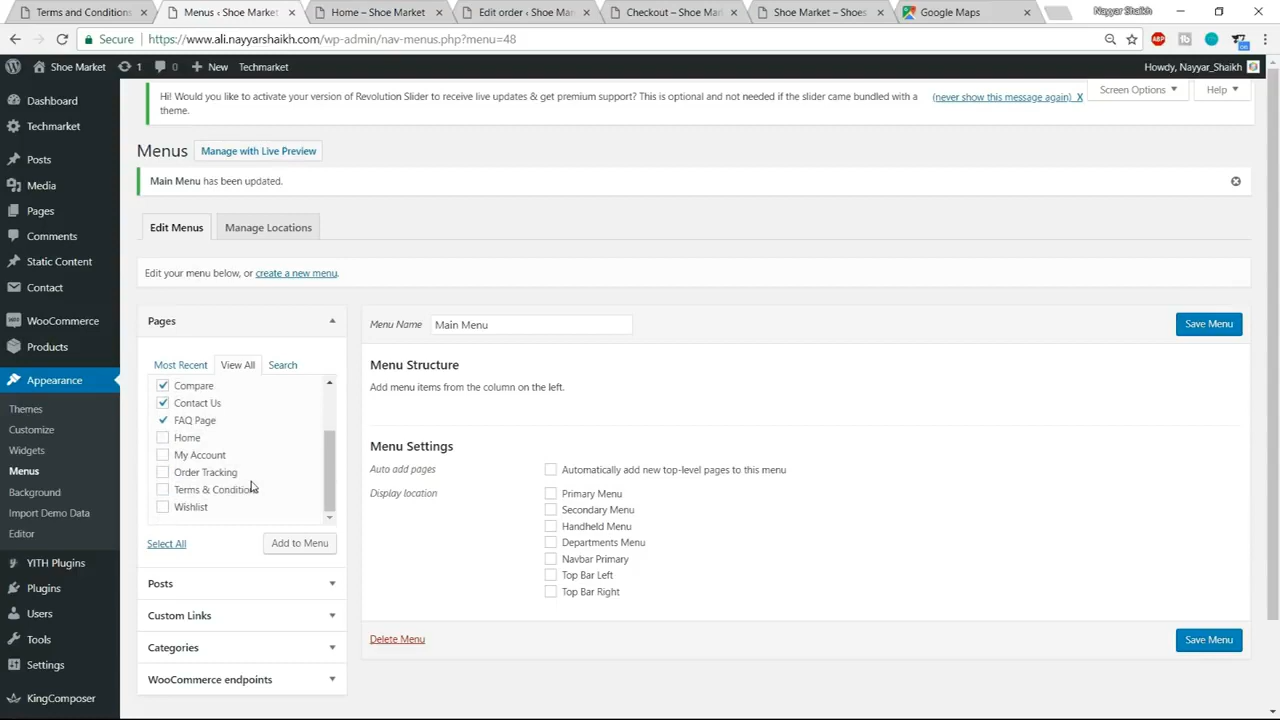 Terms and Conditions
Menus ‹ Shoe Market
Home – Shoe Market
Edit order ‹ Shoe Mar
Checkout – Shoe Mar
Shoe Market – Shoes
Google Maps
Nayyar Shaikh
Secure
https://www.ali.nayyarshaikh.com/wp-admin/nav-menus.php?menu=48
ABP
Shoe Market
1
0
New
Techmarket
Howdy, Nayyar_Shaikh
Dashboard
Techmarket
Posts
Media
Pages
Comments
Static Content
Contact
WooCommerce
Products
Appearance
Themes
Customize
Widgets
Menus
Background
Import Demo Data
Editor
YITH Plugins
Plugins
Users
Tools
Settings
KingComposer
Hi! Would you like to activate your version of Revolution Slider to receive live updates & get premium support? This is optional and not needed if the slider came bundled with a
theme.
(never show this message again) X
Screen Options
Help
Menus
Manage with Live Preview
Main Menu has been updated.
Edit Menus
Manage Locations
Edit your menu below, or create a new menu.
Pages
Most Recent
View All
Search
Compare
Contact Us
FAQ Page
Home
My Account
Order Tracking
Terms & Conditions
Wishlist
Select All
Add to Menu
Posts
Custom Links
Categories
WooCommerce endpoints
Menu Name
Main Menu
Save Menu
Menu Structure
Add menu items from the column on the left.
Menu Settings
Auto add pages
Automatically add new top-level pages to this menu
Display location
Primary Menu
Secondary Menu
Handheld Menu
Departments Menu
Navbar Primary
Top Bar Left
Top Bar Right
Delete Menu
Save Menu